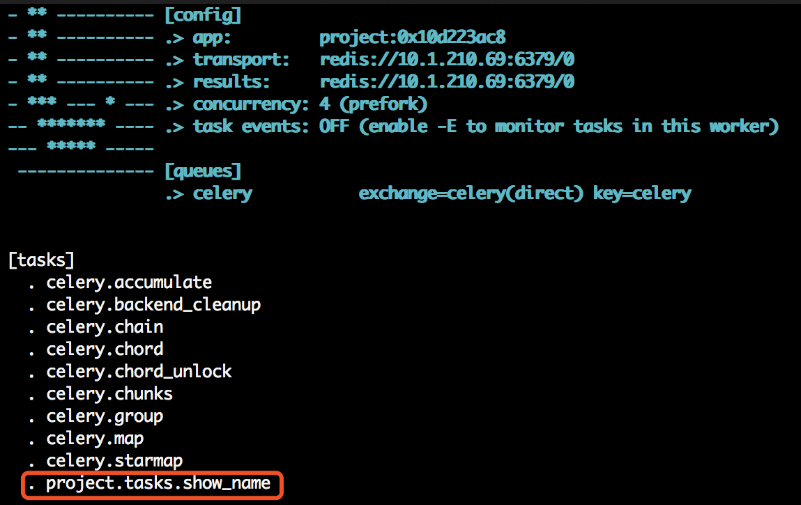 - ** ---------- [config]
- ** ---------- .> app:         project:0x10d223ac8
- ** ---------- .> transport:   redis://10.1.210.69:6379/0
- ** ---------- .> results:     redis://10.1.210.69:6379/0
- *** --- * --- .> concurrency: 4 (prefork)
-- ******* ---- .> task events: OFF (enable -E to monitor tasks in this worker)
--- ***** -----
 -------------- [queues]
                .> celery           exchange=celery(direct) key=celery
[tasks]
  . celery.accumulate
  . celery.backend_cleanup
  . celery.chain
  . celery.chord
  . celery.chord_unlock
  . celery.chunks
  . celery.group
  . celery.map
  . celery.starmap
  . project.tasks.show_name